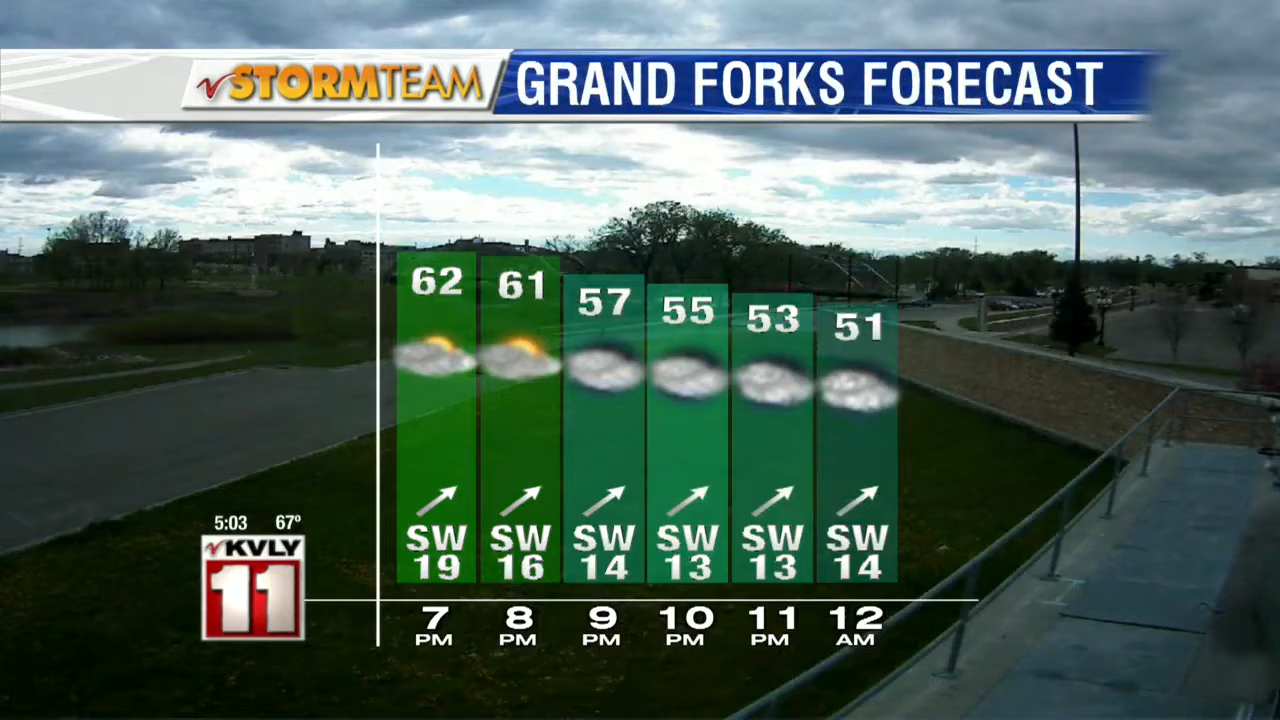 STORMTEAM GRAND FORKS FORECAST
62 61 57 55 53 51
SW SW SW SW SW SW
19 16 14 13 13 14
5:03 67º
KVLY
11
7 8 9 10 11 12
PM PM PM PM PM AM